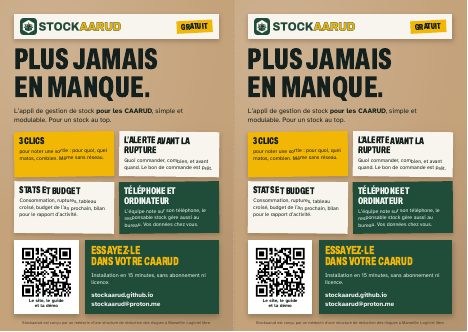 STOCKAARUD
GRATUIT
PLUS JAMAIS
EN MANQUE.
L'appli de gestion de stock pour les CAARUD, simple et
modulable. Pour un stock au top.
3 CLICS
pour noter une sortie : pour quoi, quel
matos, combien. Même sans réseau.
L'ALERTE AVANT LA
RUPTURE
Quoi commander, combien, et avant
quand. Le bon de commande est prêt.
STATS ET BUDGET
Consommation, ruptures, tableau
croisé, budget de l'an prochain, bilan
pour le rapport d'activité.
TÉLÉPHONE ET
ORDINATEUR
L'équipe note sur son téléphone, le
responsable stock gère aussi au
bureau. Vos données chez vous.
Le site, le guide
et la démo
ESSAYEZ-LE
DANS VOTRE CAARUD
Installation en 15 minutes, sans abonnement ni
licence.
stockaarud.github.io
stockaarud@proton.me
STOCKAARUD
GRATUIT
PLUS JAMAIS
EN MANQUE.
L'appli de gestion de stock pour les CAARUD, simple et
modulable. Pour un stock au top.
3 CLICS
pour noter une sortie : pour quoi, quel
matos, combien. Même sans réseau.
L'ALERTE AVANT LA
RUPTURE
Quoi commander, combien, et avant
quand. Le bon de commande est prêt.
STATS ET BUDGET
Consommation, ruptures, tableau
croisé, budget de l'an prochain, bilan
pour le rapport d'activité.
TÉLÉPHONE ET
ORDINATEUR
L'équipe note sur son téléphone, le
responsable stock gère aussi au
bureau. Vos données chez vous.
Le site, le guide
et la démo
ESSAYEZ-LE
DANS VOTRE CAARUD
Installation en 15 minutes, sans abonnement ni
licence.
stockaarud.github.io
stockaarud@proton.me